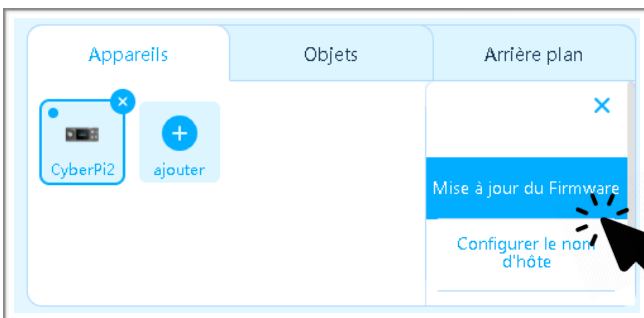 Appareils
Objets
Arrière plan
CyberPi2
ajouter
Mise à jour du Firmware
Configurer le nom
d'hôte